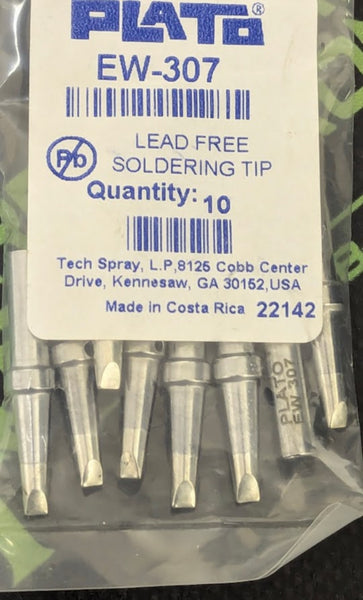 PLATO®
EW-307
Pb
LEAD FREE
SOLDERING TIP
Quantity: 10
Tech Spray, L.P,8125 Cobb Center
Drive, Kennesaw, GA 30152,USA
Made in Costa Rica 22142
PLATO
EW 307